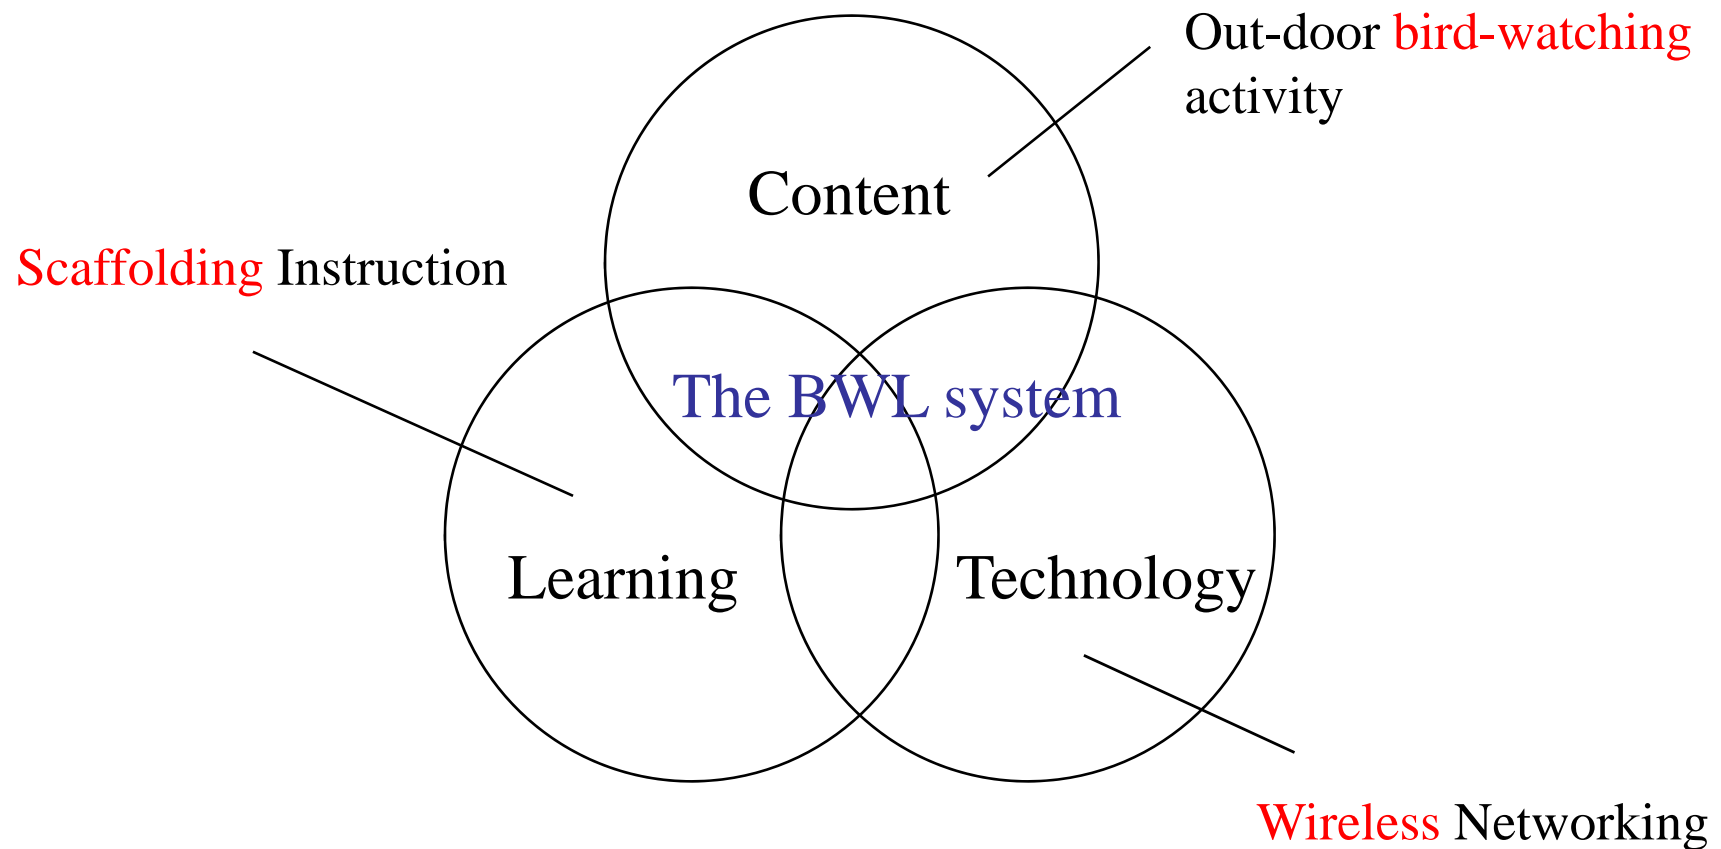 Out-door bird-watching
activity
Content
Scaffolding Instruction
The BWL system
Learning
Technology
Wireless Networking